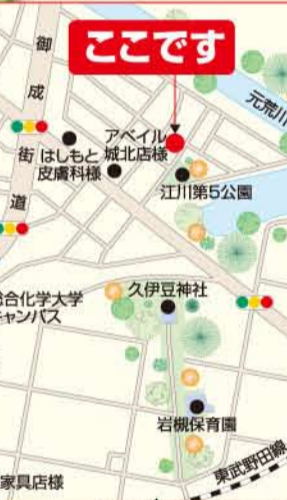 ここです
御成街道
元荒川
はしもと
皮膚科様
アベイル
城北店様
江川第5公園
総合化学大学
キャンパス
久伊豆神社
岩槻保育園
家具店様
東武野田線